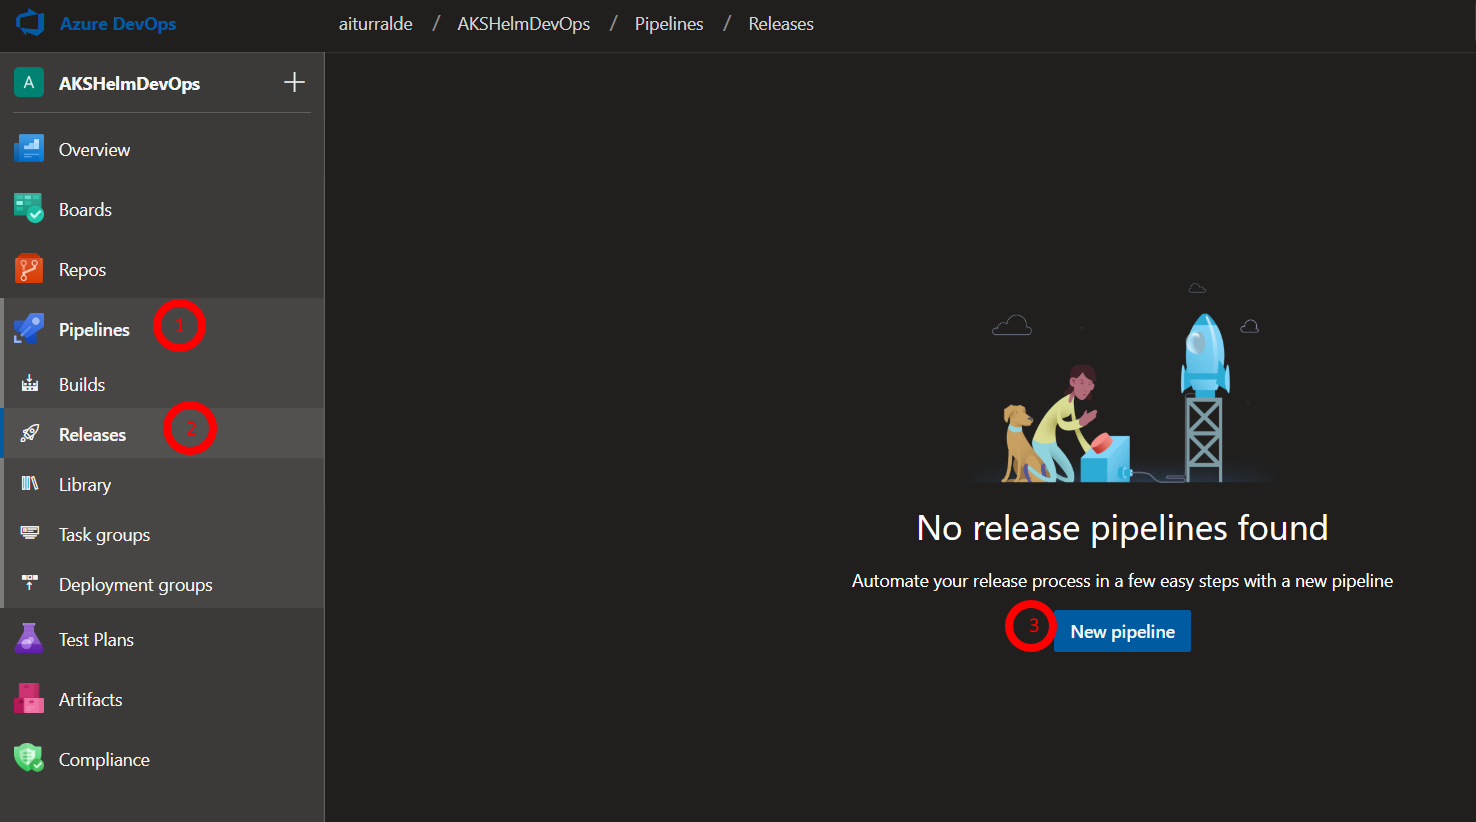 Azure DevOps
aiturralde / AKSHelmDevOps / Pipelines / Releases
A AKSHelmDevOps +
Overview
Boards
Repos
Pipelines 1
Builds
Releases 2
Library
Task groups
Deployment groups
Test Plans
Artifacts
Compliance
No release pipelines found
Automate your release process in a few easy steps with a new pipeline
3 New pipeline